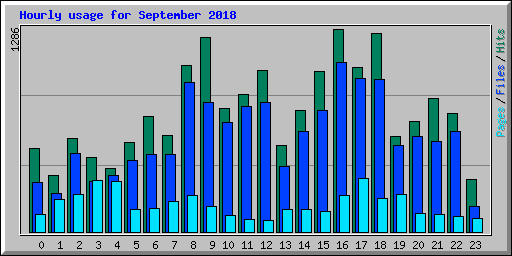 Hourly usage for September 2018
1286
Pages/Files/Hits
0 1 2 3 4 5 6 7 8 9 10 11 12 13 14 15 16 17 18 19 20 21 22 23